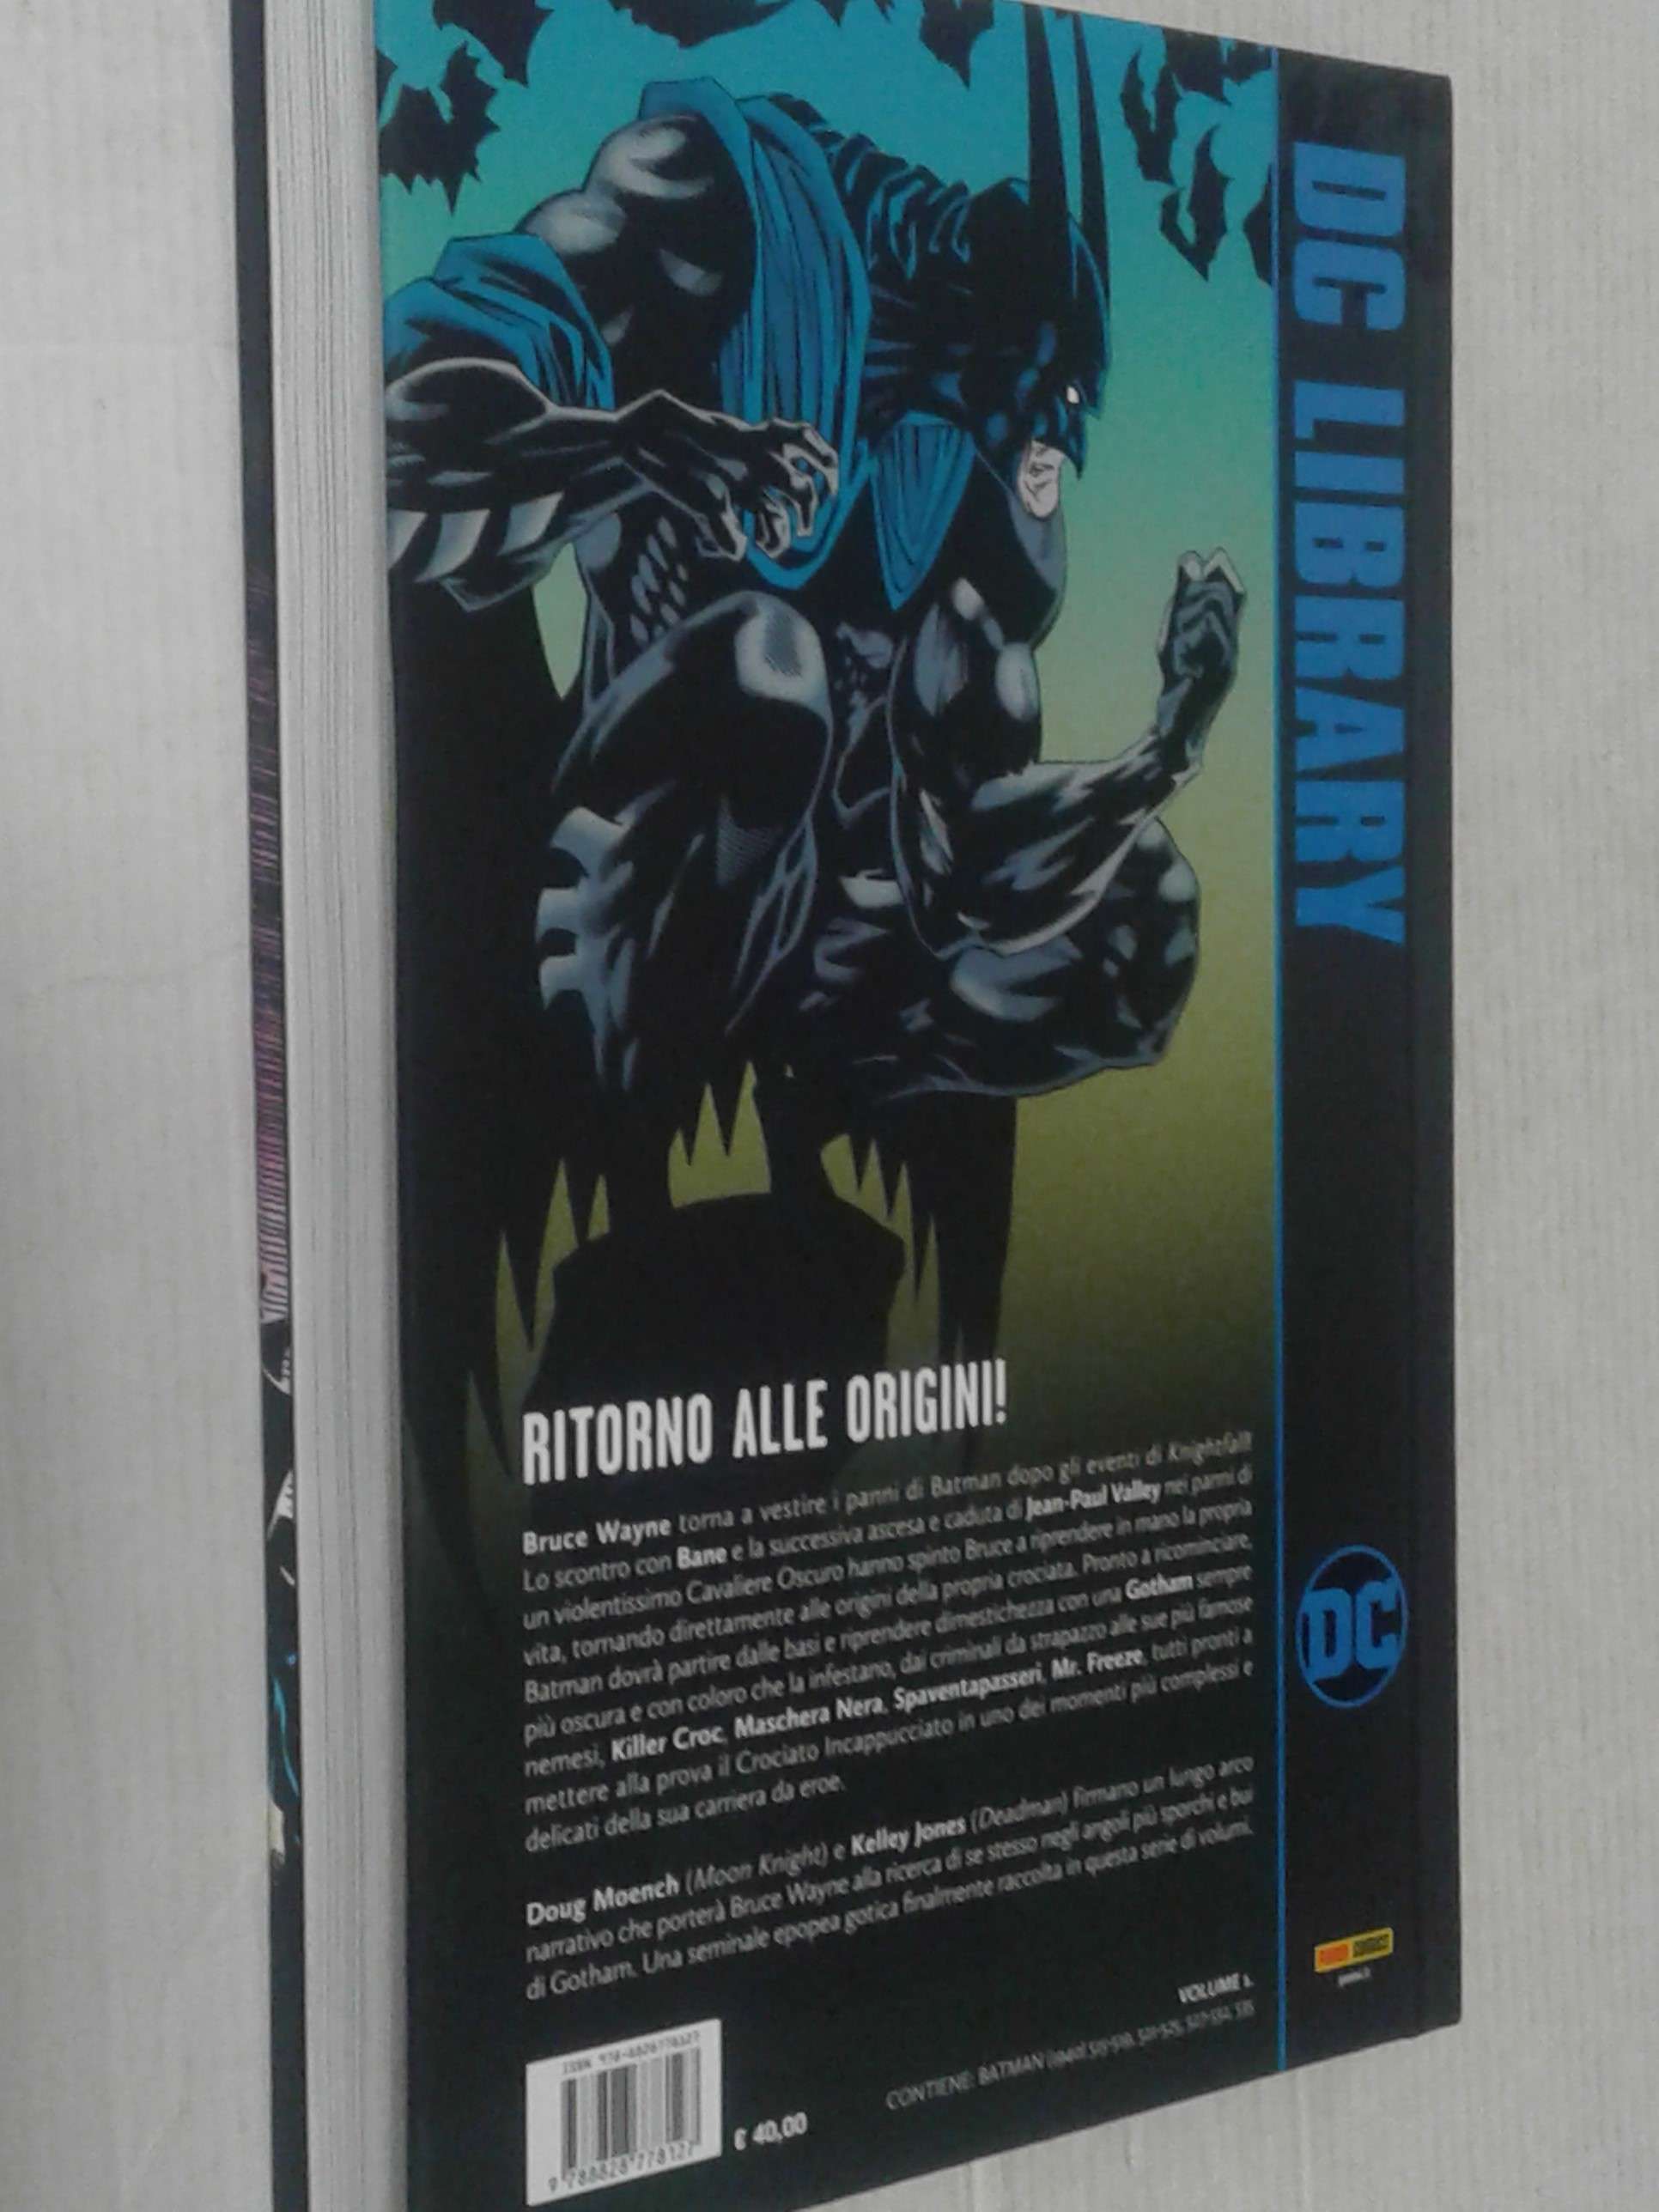 DC LIBRARY
DC
RITORNO ALLE ORIGINI!
Bruce Wayne torna a vestire i panni di Batman dopo gli eventi di Knightfall!
Lo scontro con Bane e la successiva ascesa e caduta di Jean-Paul Valley nei panni di
un violentissimo Cavaliere Oscuro hanno spinto Bruce a riprendere in mano la propria
vita, tornando direttamente alle origini della propria crociata. Pronto a ricominciare,
Batman dovrà partire dalle basi e riprendere dimestichezza con una Gotham sempre
più oscura e con coloro che la infestano, dai criminali da strapazzo alle sue più famose
nemesi, Killer Croc, Maschera Nera, Spaventapasseri, Mr. Freeze, tutti pronti a
mettere alla prova il Crociato Incappucciato in uno dei momenti più complessi e
delicati della sua carriera da eroe.
Doug Moench (Moon Knight) e Kelley Jones (Deadman) firmano un lungo arco
narrativo che porterà Bruce Wayne alla ricerca di se stesso negli angoli più sporchi e bui
di Gotham. Una seminale epopea gotica finalmente raccolta in questa serie di volumi.
VOLUME 1.
CONTIENE: BATMAN
€ 40,00